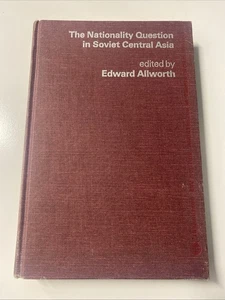 The Nationality Question
in Soviet Central Asia
edited by
Edward Allworth